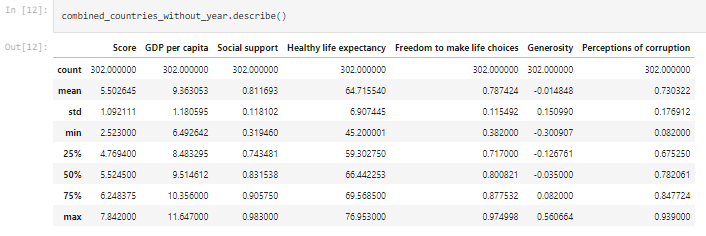 In [12]: combined_countries_without_year.describe()
Out[12]:
Score GDP per capita Social support Healthy life expectancy Freedom to make life choices Generosity Perceptions of corruption
count 302.000000 302.000000 302.000000 302.000000 302.000000 302.000000 302.000000
mean 5.502645 9.363053 0.811693 64.715540 0.787424 -0.014848 0.730322
std 1.092111 1.180595 0.118102 6.907445 0.115492 0.150990 0.176912
min 2.523000 6.492642 0.319460 45.200001 0.382000 -0.300907 0.082000
25% 4.769400 8.483295 0.743481 59.302750 0.717000 -0.126761 0.675250
50% 5.524500 9.514612 0.831538 66.442253 0.800821 -0.035000 0.782061
75% 6.248375 10.356000 0.905750 69.568500 0.877532 0.082000 0.847724
max 7.842000 11.647000 0.983000 76.953000 0.974998 0.560664 0.939000